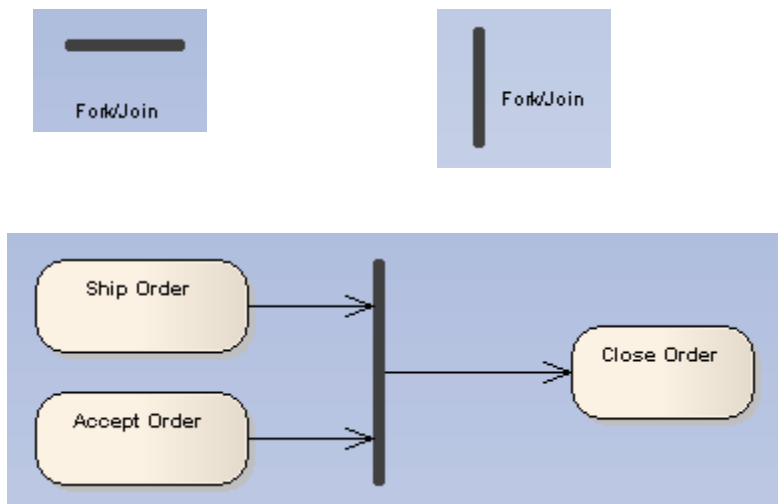 Fork/Join
Fork/Join
Ship Order
Close Order
Accept Order